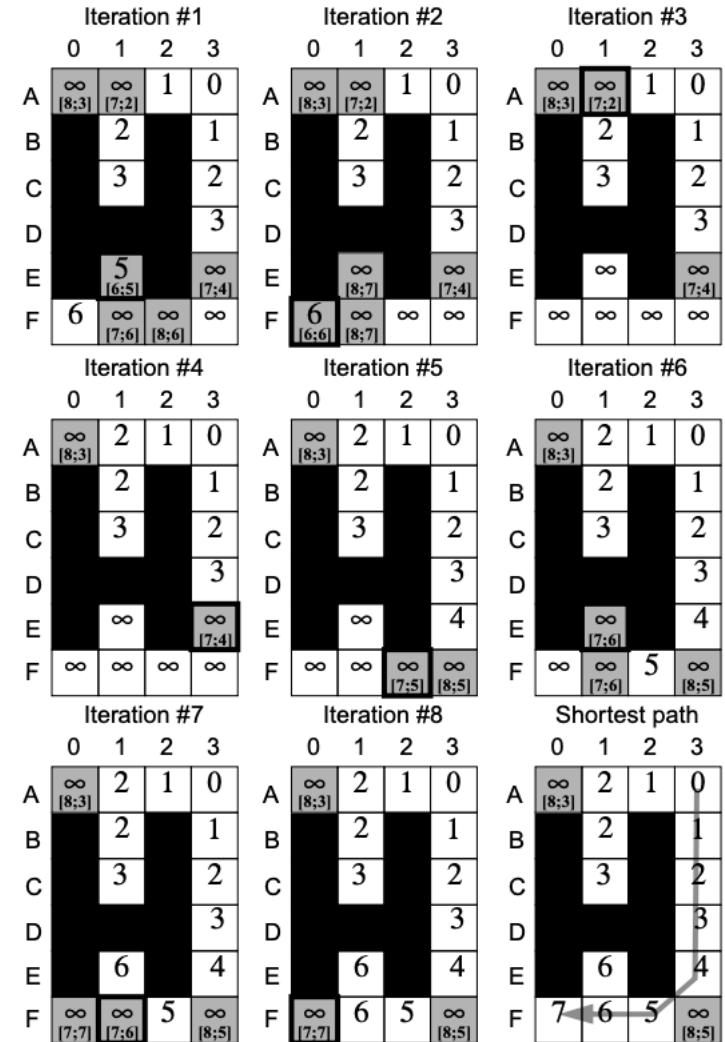 Iteration #1 Iteration #2 Iteration #3
0 1 2 3 0 1 2 3 0 1 2 3
A ∞ ∞ 1 0 A ∞ ∞ 1 0 A ∞ ∞ 1 0
[8;3] [7;2] [8;3] [7;2] [8;3] [7;2]
B 2 1 B 2 1 B 2 1
C 3 2 C 3 2 C 3 2
D 3 D 3 D 3
E 5 ∞ E ∞ ∞ E ∞ ∞
[6;5] [7;4] [8;7] [7;4] [7;4]
F 6 ∞ ∞ ∞ F 6 ∞ ∞ ∞ F ∞ ∞ ∞ ∞
[7;6] [8;6] [6;6] [8;7]
Iteration #4 Iteration #5 Iteration #6
0 1 2 3 0 1 2 3 0 1 2 3
A ∞ 2 1 0 A ∞ 2 1 0 A ∞ 2 1 0
[8;3] [8;3] [8;3]
B 2 1 B 2 1 B 2 1
C 3 2 C 3 2 C 3 2
D 3 D 3 D 3
E ∞ ∞ E ∞ 4 E ∞ 4
[7;4] [7;6]
F ∞ ∞ ∞ ∞ F ∞ ∞ ∞ ∞ F ∞ ∞ 5 ∞
[7;5] [8;5] [7;6] [8;5]
Iteration #7 Iteration #8 Shortest path
0 1 2 3 0 1 2 3 0 1 2 3
A ∞ 2 1 0 A ∞ 2 1 0 A ∞ 2 1 0
[8;3] [8;3] [8;3]
B 2 1 B 2 1 B 2 1
C 3 2 C 3 2 C 3 2
D 3 D 3 D 3
E 6 4 E 6 4 E 6 4
F ∞ ∞ 5 ∞ F ∞ 6 5 ∞ F 7 6 5 ∞
[7;7] [7;6] [8;5] [7;7] [8;5] [8;5]